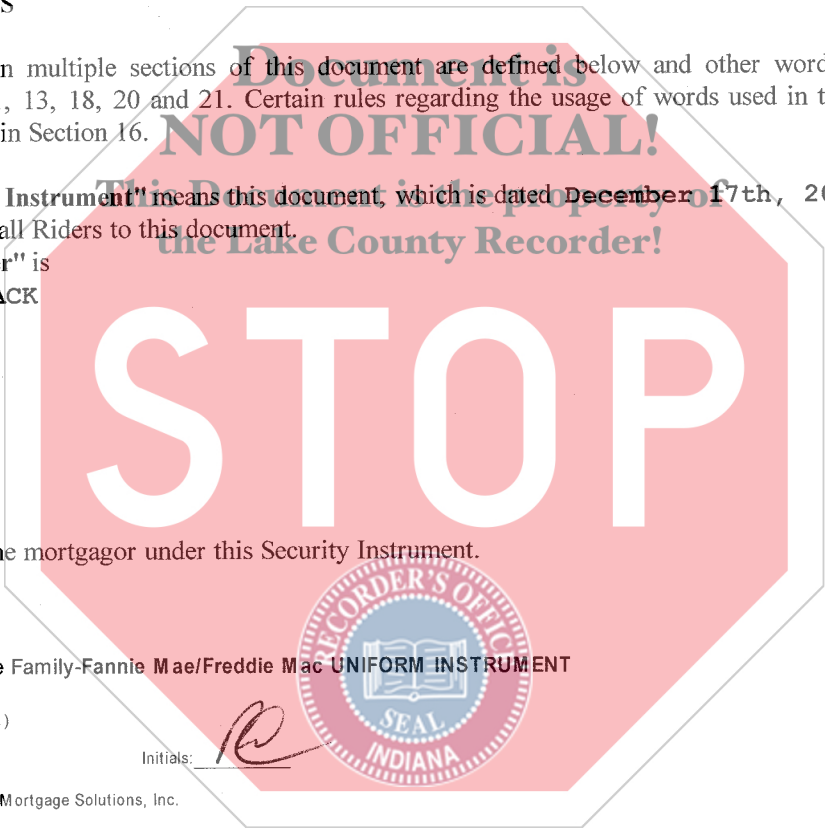 S
Document is
n multiple sections of this document are defined below and other word
, 13, 18, 20 and 21. Certain rules regarding the usage of words used in t
in Section 16.
NOT OFFICIAL!
Instrument" means this document, which is dated December 17th, 20
This Document is the property of
all Riders to this document.
the Lake County Recorder!
r" is
ACK
STOP
e mortgagor under this Security Instrument.
RECORDER'S OFFICE
e Family-Fannie Mae/Freddie Mac UNIFORM INSTRUMENT
SEAL
INDIANA
)
Initials:
Mortgage Solutions, Inc.